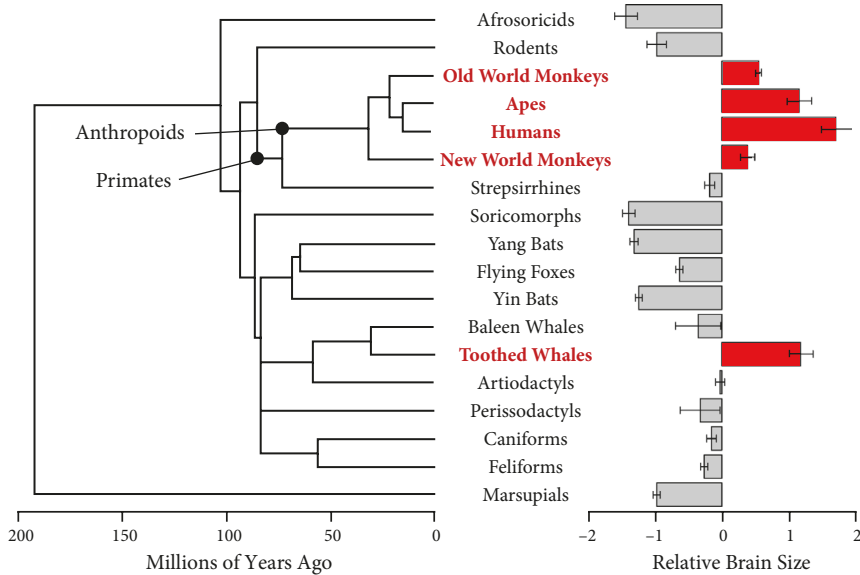 Afrosoricids
Rodents
Old World Monkeys
Apes
Humans
New World Monkeys
Strepsirrhines
Soricomorphs
Yang Bats
Flying Foxes
Yin Bats
Baleen Whales
Toothed Whales
Artiodactyls
Perissodactyls
Caniforms
Feliforms
Marsupials
Anthropoids
Primates
200 150 100 50 0
Millions of Years Ago
−2 −1 0 1 2
Relative Brain Size